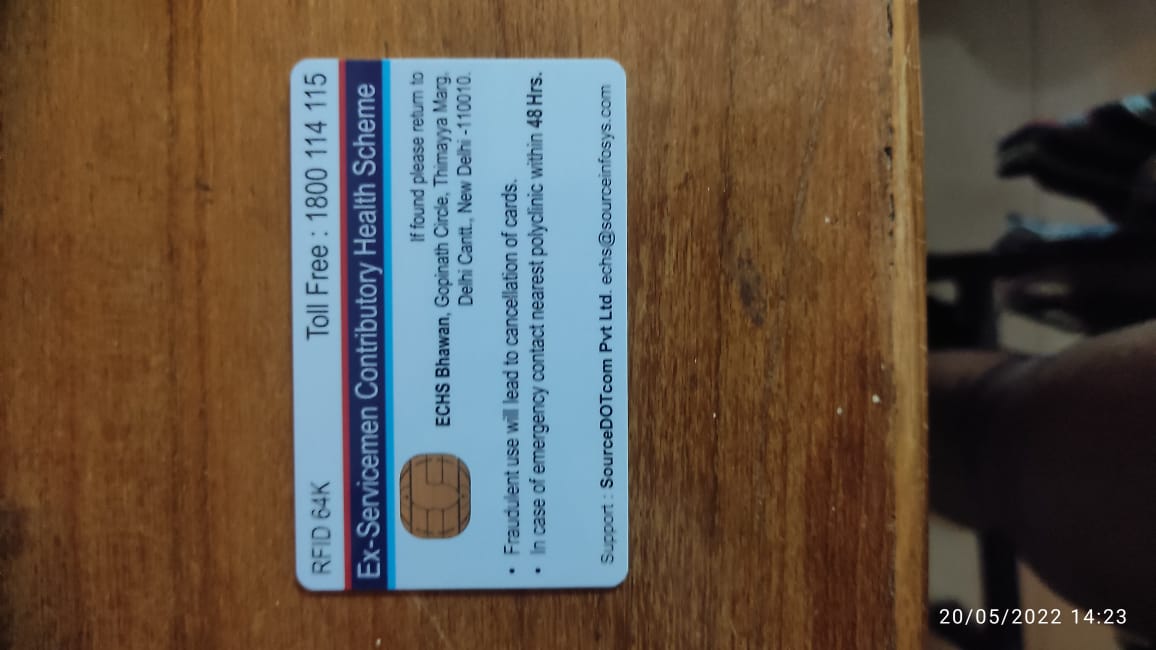 RFID 64K Toll Free : 1800 114 115
Ex-Servicemen Contributory Health Scheme
If found please return to
ECHS Bhawan, Gopinath Circle, Thimayya Marg,
Delhi Cantt., New Delhi -110010.
• Fraudulent use will lead to cancellation of cards.
• In case of emergency contact nearest polyclinic within 48 Hrs.
Support : SourceDOTcom Pvt Ltd. echs@sourceinfosys.com
20/05/2022 14:23